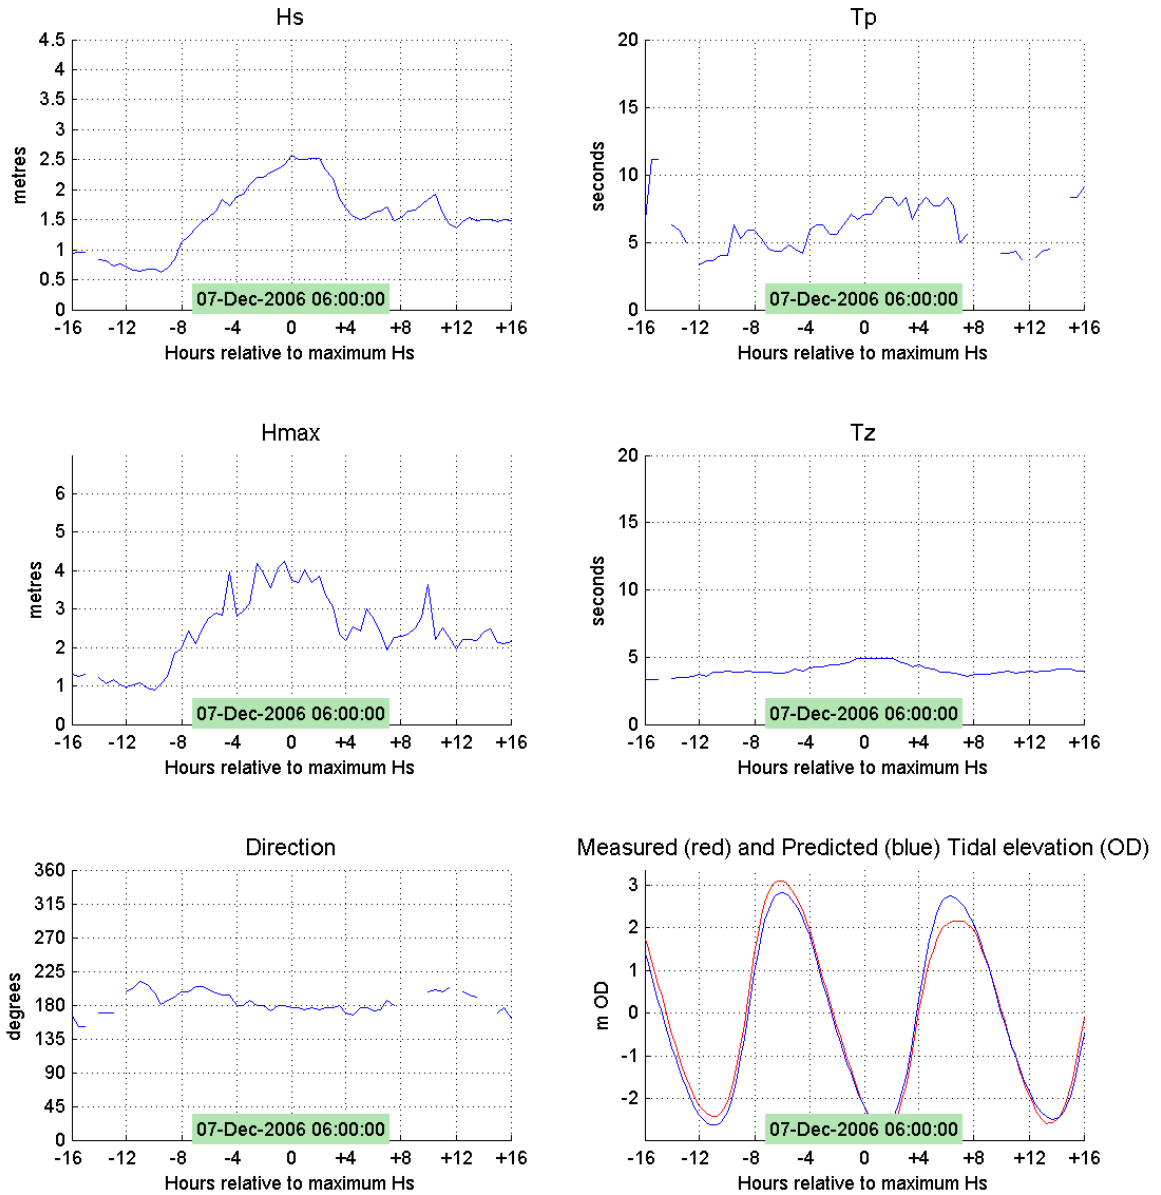 Hs
4.5
4
3.5
3
2.5
2
1.5
1
0.5
0
metres
07-Dec-2006 06:00:00
-16 -12 -8 -4 0 +4 +8 +12 +16
Hours relative to maximum Hs
Tp
20
15
10
5
0
seconds
07-Dec-2006 06:00:00
-16 -12 -8 -4 0 +4 +8 +12 +16
Hours relative to maximum Hs
Hmax
6
5
4
3
2
1
0
metres
07-Dec-2006 06:00:00
-16 -12 -8 -4 0 +4 +8 +12 +16
Hours relative to maximum Hs
Tz
20
15
10
5
0
seconds
07-Dec-2006 06:00:00
-16 -12 -8 -4 0 +4 +8 +12 +16
Hours relative to maximum Hs
Direction
360
315
270
225
180
135
90
45
0
degrees
07-Dec-2006 06:00:00
-16 -12 -8 -4 0 +4 +8 +12 +16
Hours relative to maximum Hs
Measured (red) and Predicted (blue) Tidal elevation (OD)
3
2
1
0
-1
-2
m OD
07-Dec-2006 06:00:00
-16 -12 -8 -4 0 +4 +8 +12 +16
Hours relative to maximum Hs